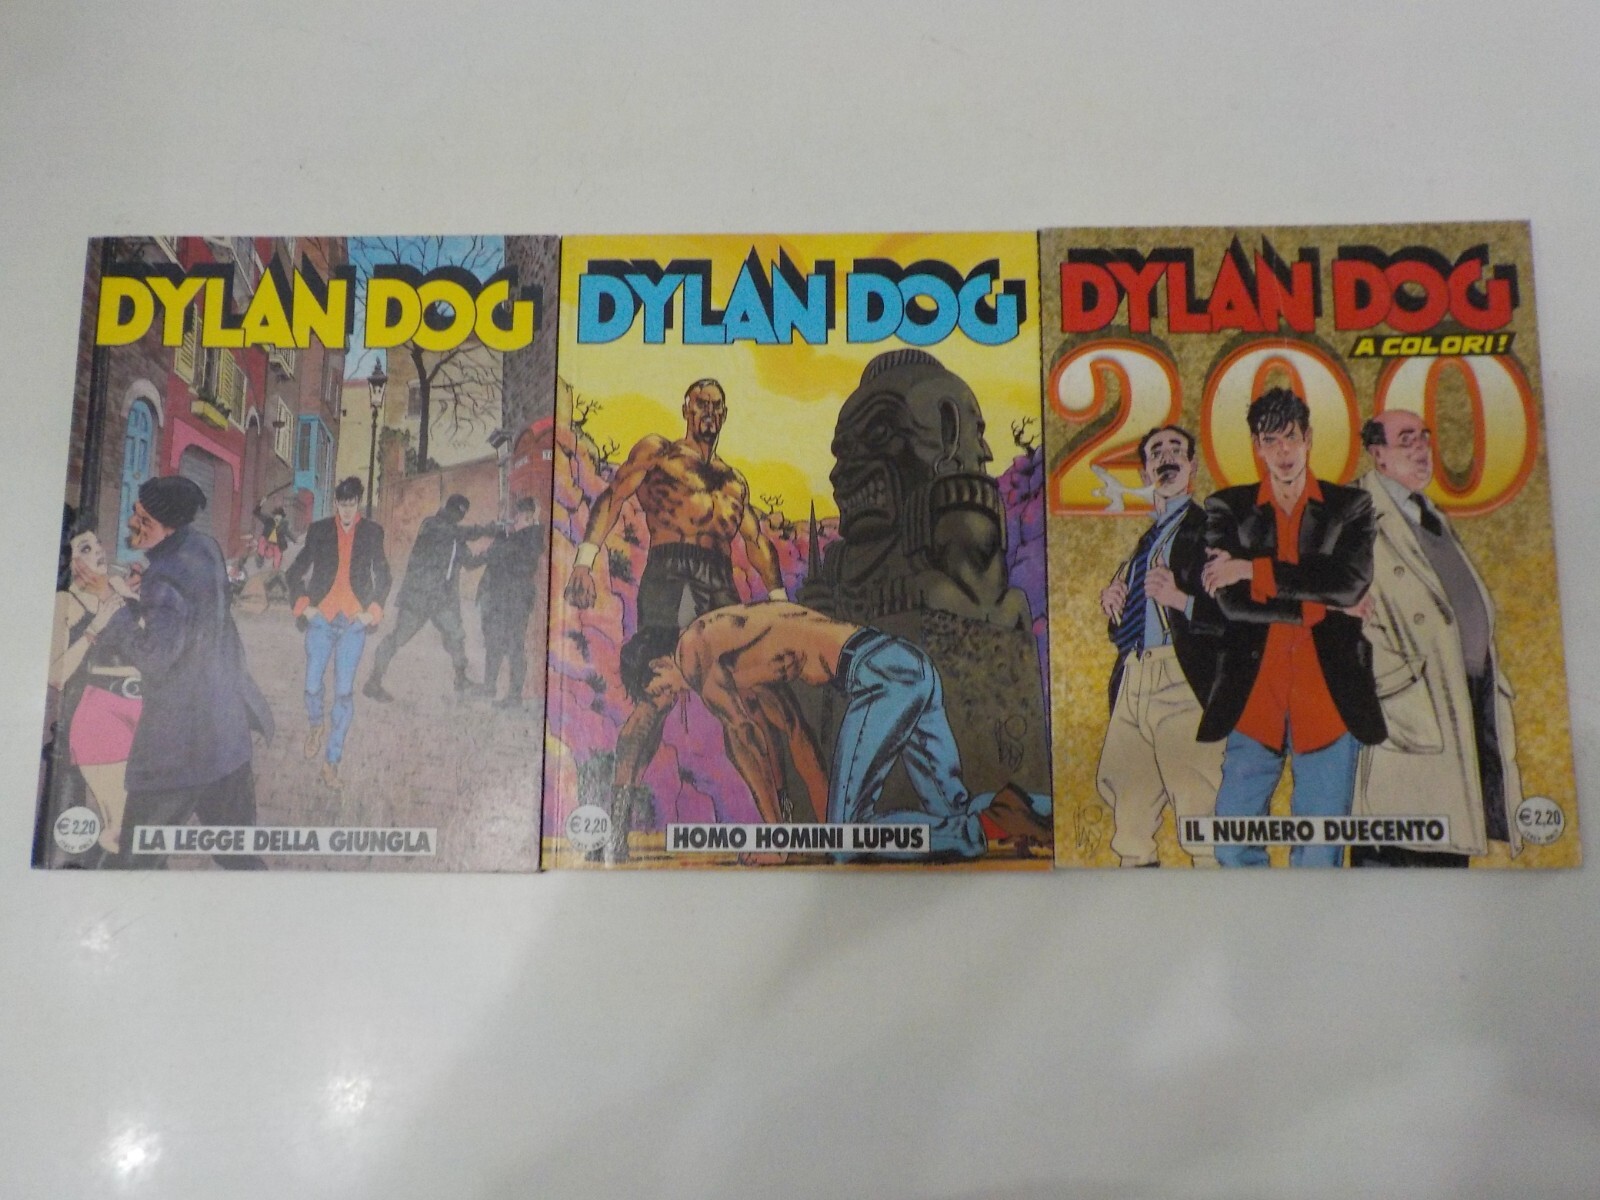 DYLAN DOG
€ 2,20
LA LEGGE DELLA GIUNGLA
DYLAN DOG
€ 2,20
HOMO HOMINI LUPUS
DYLAN DOG
A COLORI!
200
IL NUMERO DUECENTO
€ 2,20